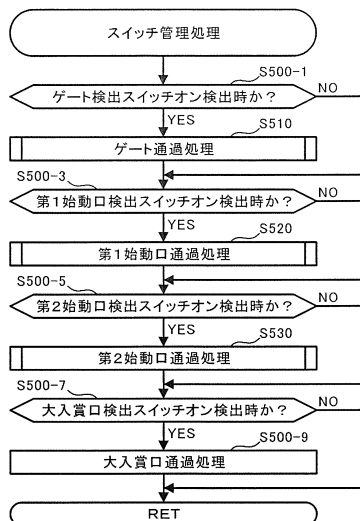 スイッチ管理処理
S500-1
ゲート検出スイッチオン検出時か？
NO
YES
S510
ゲート通過処理
S500-3
第1始動口検出スイッチオン検出時か？
NO
YES
S520
第1始動口通過処理
S500-5
第2始動口検出スイッチオン検出時か？
NO
YES
S530
第2始動口通過処理
S500-7
大入賞口検出スイッチオン検出時か？
NO
YES
S500-9
大入賞口通過処理
RET